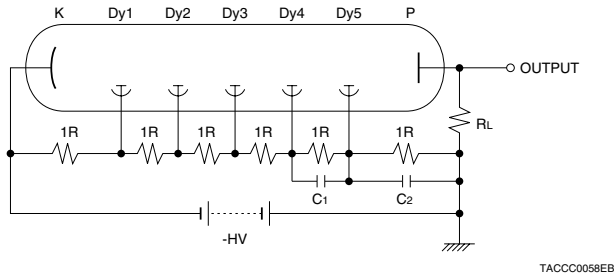 K Dy1 Dy2 Dy3 Dy4 Dy5 P
OUTPUT
RL
1R 1R 1R 1R 1R 1R
C1 C2
-HV
TACCC0058EB